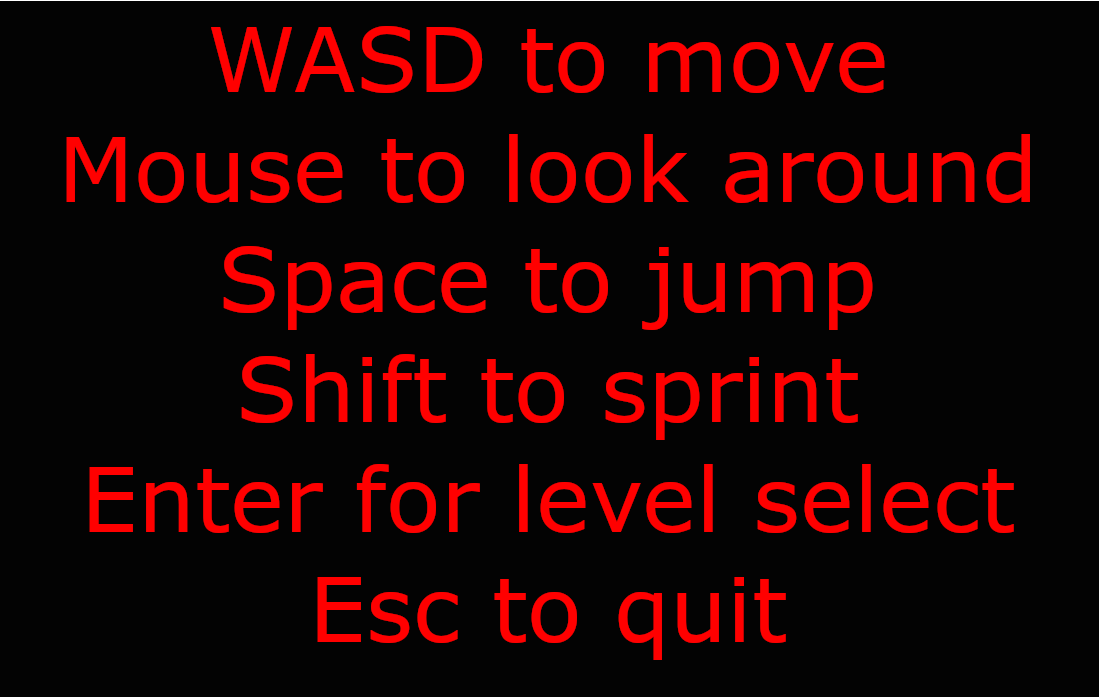 WASD to move
Mouse to look around
Space to jump
Shift to sprint
Enter for level select
Esc to quit